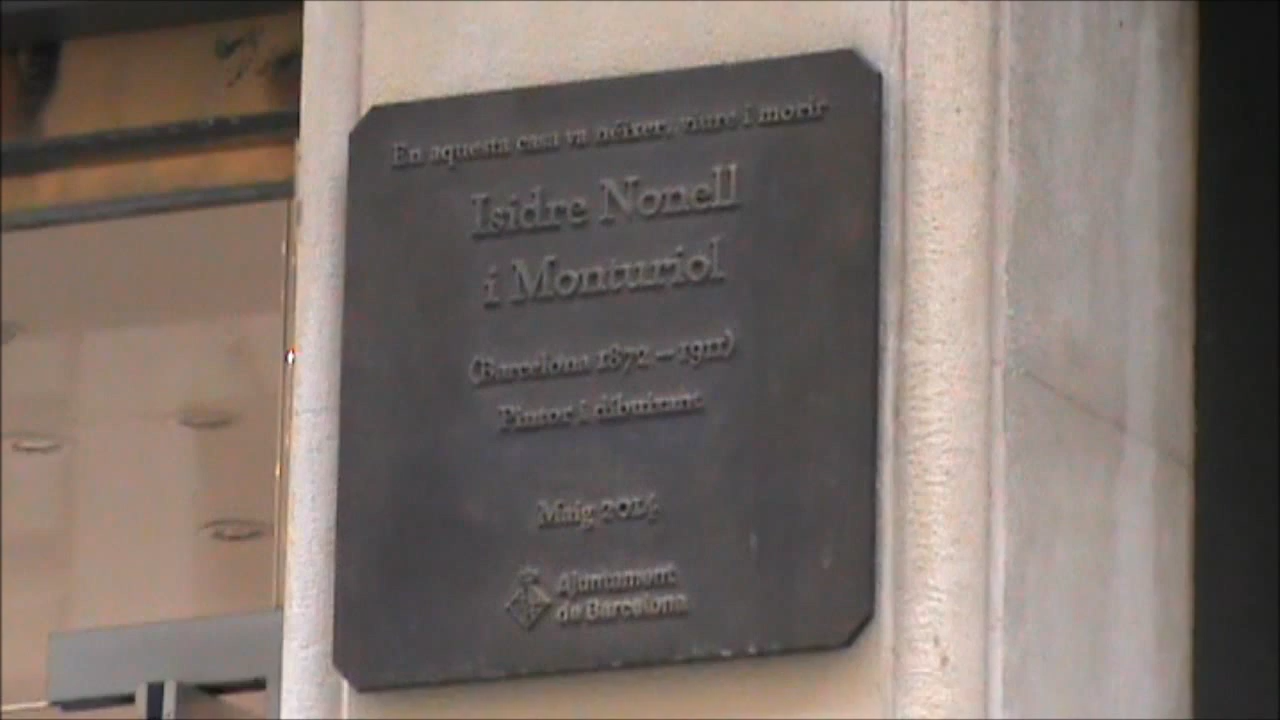 En aquesta casa va néixer, viure i morir
Isidre Nonell
i Monturiol
(Barcelona 1872 – 1911)
Pintor i dibuixant
Maig 2014
Ajuntament
de Barcelona